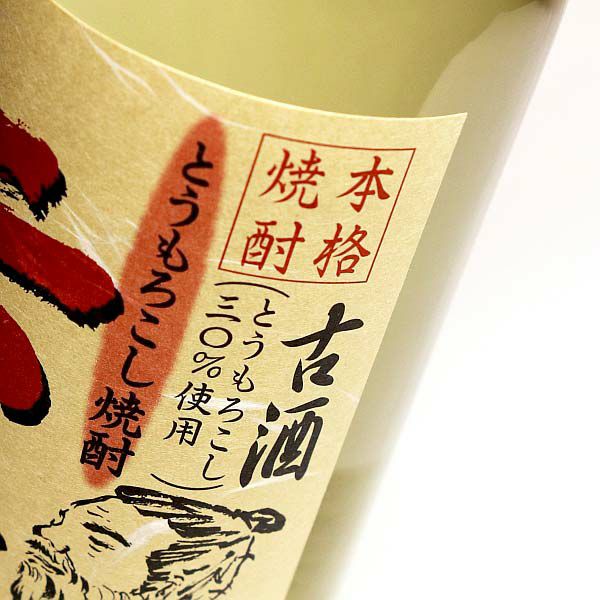 本格
焼酎
古酒
(とうもろこし
三〇%使用)
とうもろこし焼酎